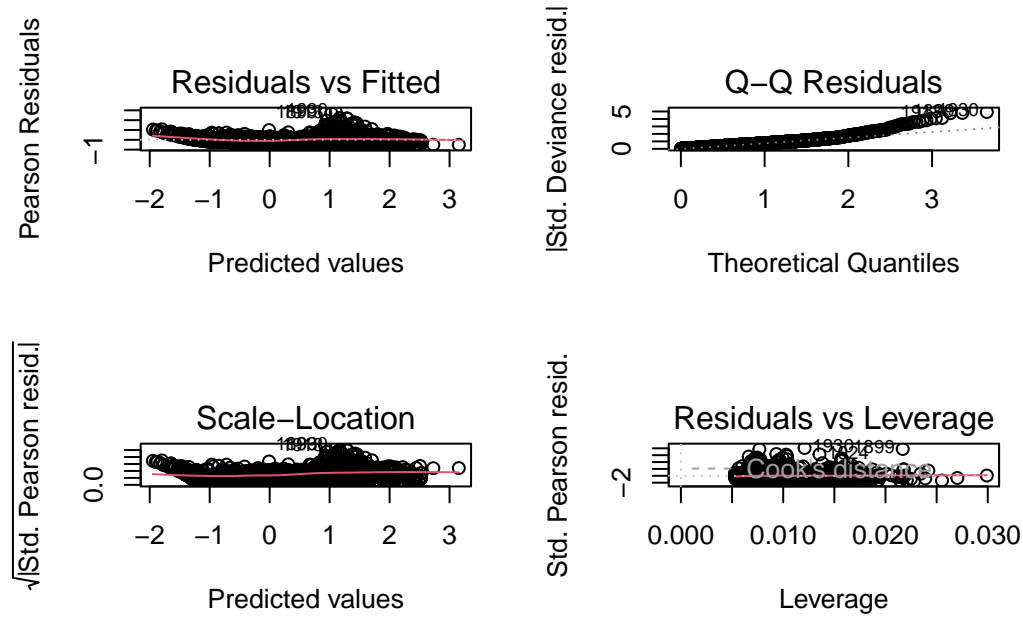 Residuals vs Fitted
Pearson Residuals
−1
−2 −1 0 1 2 3
Predicted values
Q−Q Residuals
|Std. Deviance resid.|
0 5
1930
0 1 2 3
Theoretical Quantiles
Scale−Location
√|Std. Pearson resid.|
0.0
−2 −1 0 1 2 3
Predicted values
Residuals vs Leverage
Std. Pearson resid.
−2
1930 1899
Cook's distance
0.000 0.010 0.020 0.030
Leverage